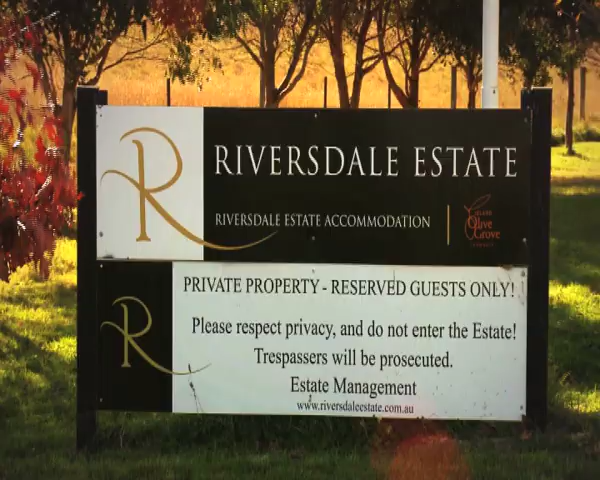 R
RIVERSDALE ESTATE
RIVERSDALE ESTATE ACCOMMODATION
Olive
Grove
R
PRIVATE PROPERTY - RESERVED GUESTS ONLY!
Please respect privacy, and do not enter the Estate!
Trespassers will be prosecuted.
Estate Management
www.riversdaleestate.com.au